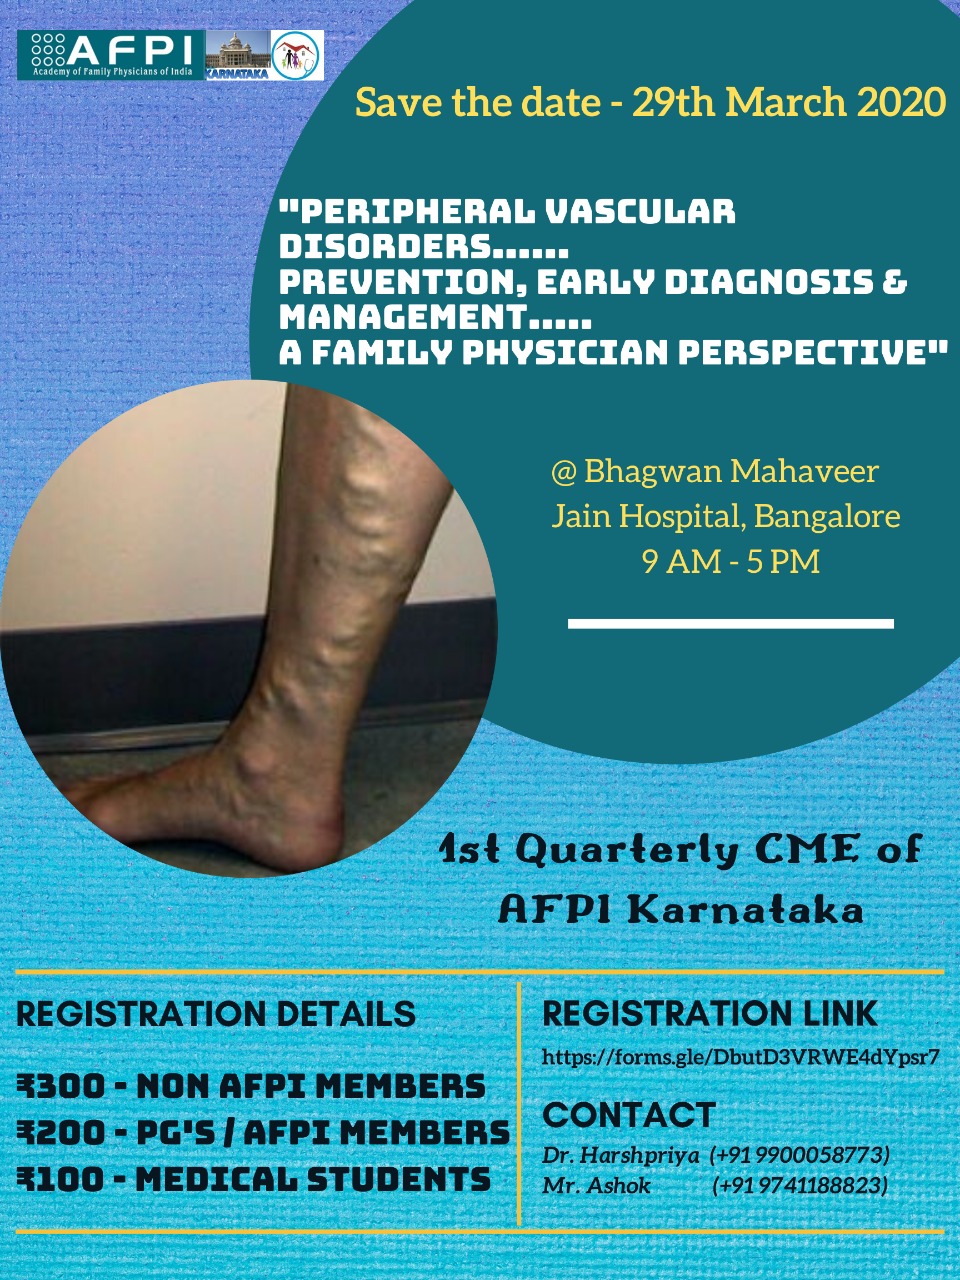 AFPI
Academy of Family Physicians of India
KARNATAKA
Save the date - 29th March 2020
"PERIPHERAL VASCULAR
DISORDERS......
PREVENTION, EARLY DIAGNOSIS &
MANAGEMENT.....
A FAMILY PHYSICIAN PERSPECTIVE"
@ Bhagwan Mahaveer
Jain Hospital, Bangalore
9 AM - 5 PM
1st Quarterly CME of
AFPI Karnataka
REGISTRATION DETAILS
₹300 - NON AFPI MEMBERS
₹200 - PG'S / AFPI MEMBERS
₹100 - MEDICAL STUDENTS
REGISTRATION LINK
https://forms.gle/DbutD3VRWE4dYpsr7
CONTACT
Dr. Harshpriya (+91 9900058773)
Mr. Ashok (+91 9741188823)